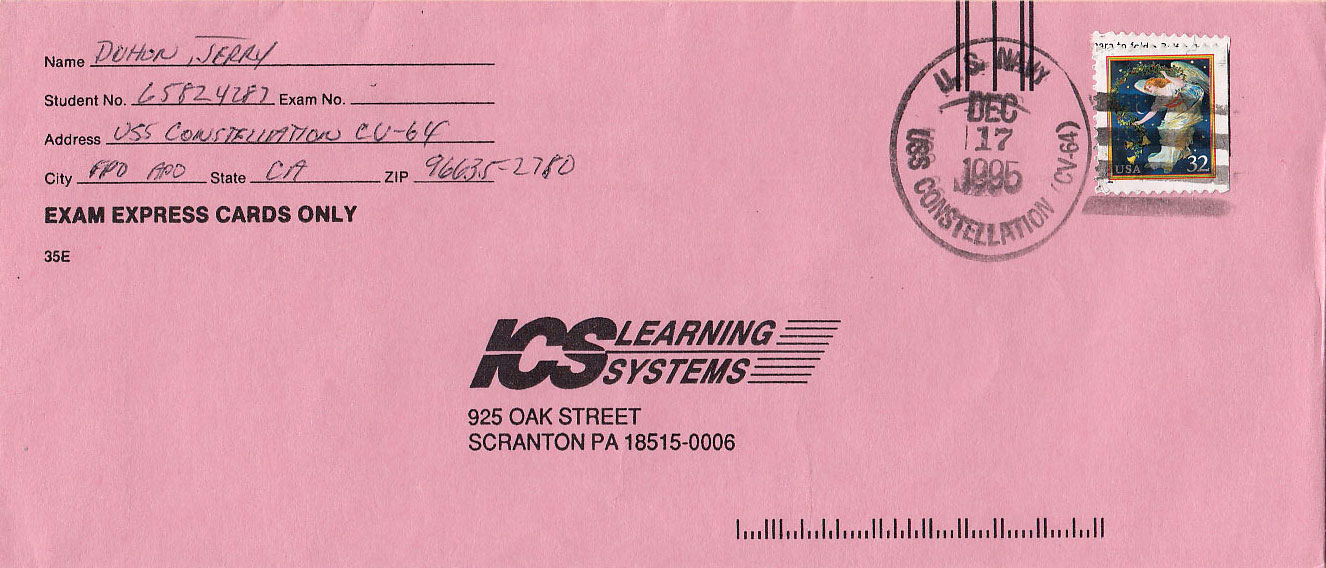 Name DUHON, JERRY
Student No. 65824287 Exam No.
Address USS CONSTELLATION CV-64
City FPO APO State CA ZIP 96635-2780
EXAM EXPRESS CARDS ONLY
35E
U.S. NAVY
DEC
17
1995
USS CONSTELLATION (CV-64)
USA 32
ICS LEARNING
SYSTEMS
925 OAK STREET
SCRANTON PA 18515-0006